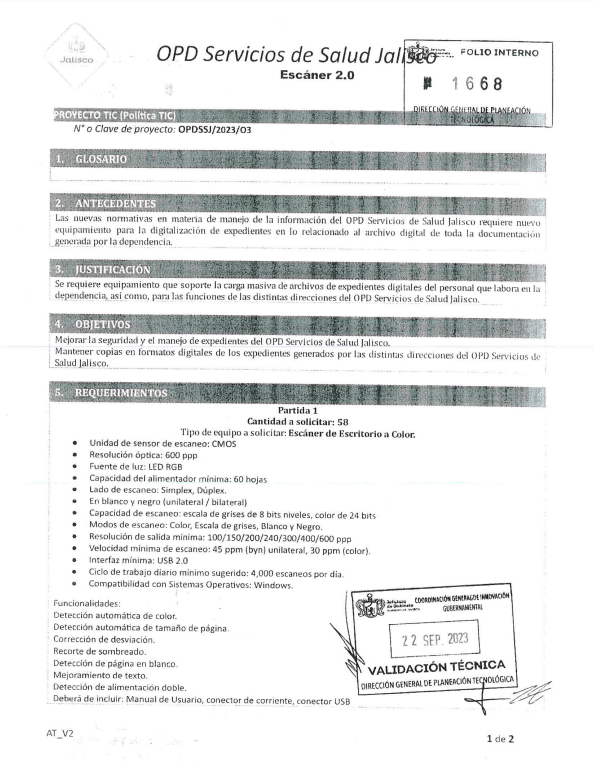 Jalisco
OPD Servicios de Salud Jalisco
Escáner 2.0
FOLIO INTERNO
1668
DIRECCIÓN GENERAL DE PLANEACIÓN
TECNOLÓGICA
PROYECTO TIC (Política TIC)
N° o Clave de proyecto: OPDSSJ/2023/O3
1. GLOSARIO
2. ANTECEDENTES
Las nuevas normativas en materia de manejo de la información del OPD Servicios de Salud Jalisco requiere nuevo
equipamiento para la digitalización de expedientes en lo relacionado al archivo digital de toda la documentación
generada por la dependencia.
3. JUSTIFICACIÓN
Se requiere equipamiento que soporte la carga masiva de archivos de expedientes digitales del personal que labora en la
dependencia, así como, para las funciones de las distintas direcciones del OPD Servicios de Salud Jalisco.
4. OBJETIVOS
Mejorar la seguridad y el manejo de expedientes del OPD Servicios de Salud Jalisco.
Mantener copias en formatos digitales de los expedientes generados por las distintas direcciones del OPD Servicios de
Salud Jalisco.
5. REQUERIMIENTOS
Partida 1
Cantidad a solicitar: 58
Tipo de equipo a solicitar: Escáner de Escritorio a Color.
• Unidad de sensor de escaneo: CMOS
• Resolución óptica: 600 ppp
• Fuente de luz: LED RGB
• Capacidad del alimentador mínima: 60 hojas
• Lado de escaneo: Simplex, Dúplex.
• En blanco y negro (unilateral / bilateral)
• Capacidad de escaneo: escala de grises de 8 bits niveles, color de 24 bits
• Modos de escaneo: Color, Escala de grises, Blanco y Negro.
• Resolución de salida mínima: 100/150/200/240/300/400/600 ppp
• Velocidad mínima de escaneo: 45 ppm (byn) unilateral, 30 ppm (color).
• Interfaz mínima: USB 2.0
• Ciclo de trabajo diario mínimo sugerido: 4,000 escaneos por día.
• Compatibilidad con Sistemas Operativos: Windows.
Funcionalidades:
Detección automática de color.
Detección automática de tamaño de página.
Corrección de desviación.
Recorte de sombreado.
Detección de página en blanco.
Mejoramiento de texto.
Detección de alimentación doble.
Deberá de incluir: Manual de Usuario, conector de corriente, conector USB
Jefatura
de Gabinete
COORDINACIÓN GENERAL DE INNOVACIÓN
GUBERNAMENTAL
22 SEP. 2023
VALIDACIÓN TÉCNICA
DIRECCIÓN GENERAL DE PLANEACIÓN TECNOLÓGICA
AT_V2
1 de 2